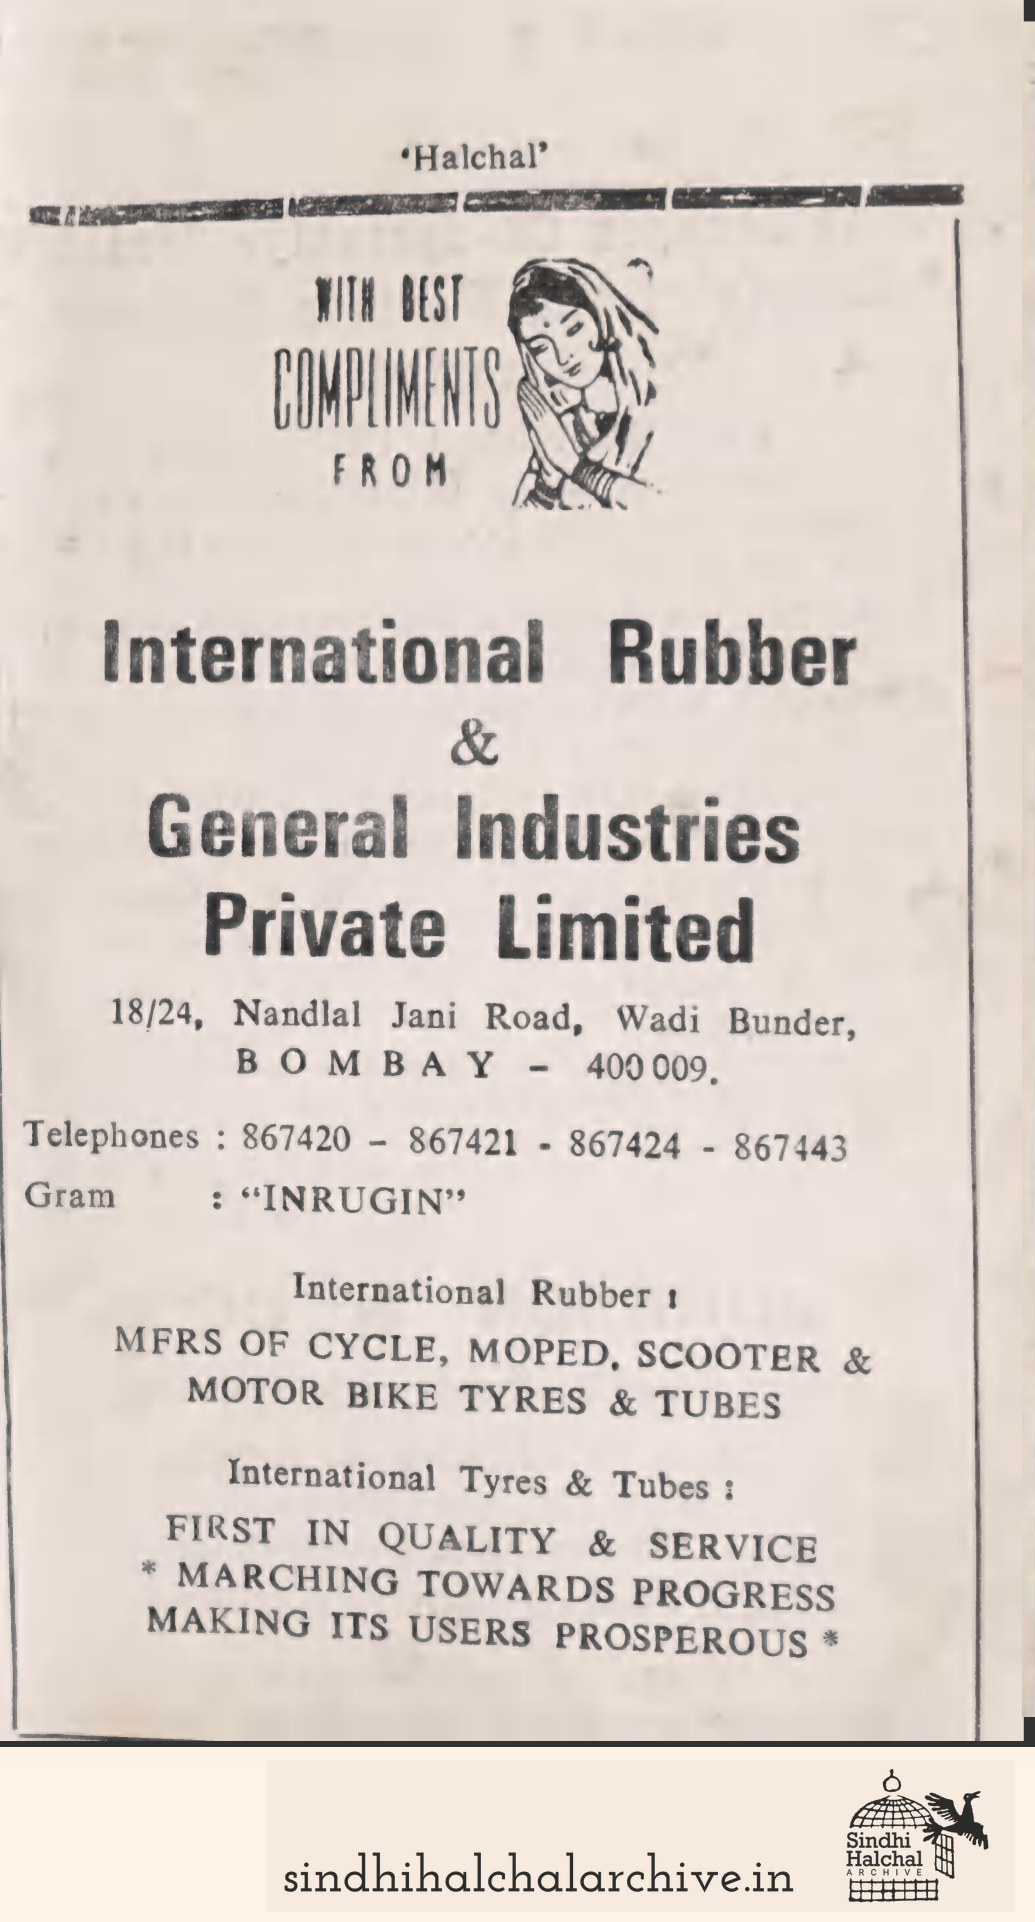 ‘Halchal’
WITH BEST
COMPLIMENTS
FROM
International Rubber
&
General Industries
Private Limited
18/24, Nandlal Jani Road, Wadi Bunder,
BOMBAY - 400 009.
Telephones : 867420 - 867421 - 867424 - 867443
Gram : “INRUGIN”
International Rubber :
MFRS OF CYCLE, MOPED, SCOOTER &
MOTOR BIKE TYRES & TUBES
International Tyres & Tubes :
FIRST IN QUALITY & SERVICE
* MARCHING TOWARDS PROGRESS
MAKING ITS USERS PROSPEROUS *
sindhihalchalarchive.in
Sindhi
Halchal
ARCHIVE